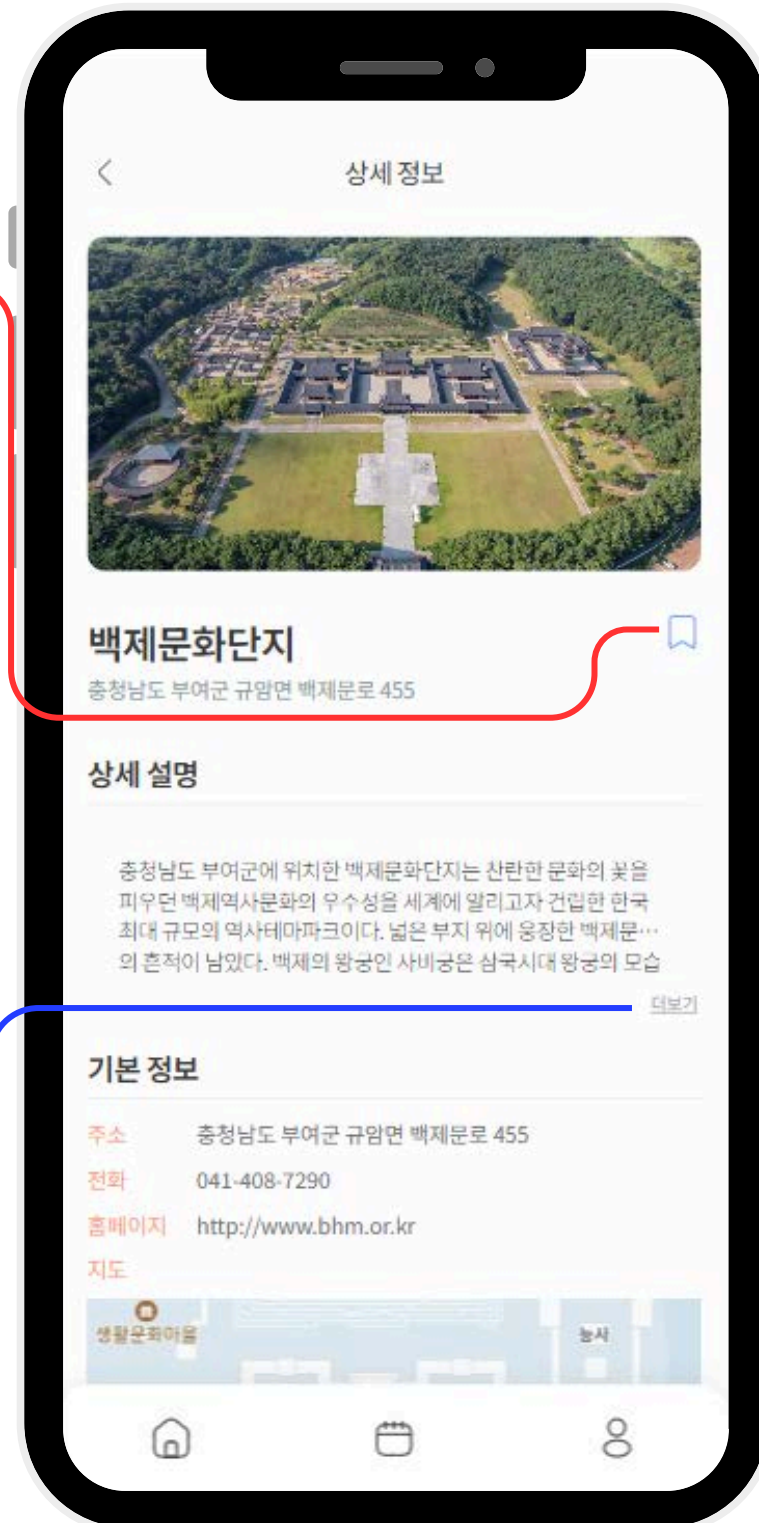 상세 정보
백제문화단지
충청남도 부여군 규암면 백제문로 455
상세 설명
충청남도 부여군에 위치한 백제문화단지는 찬란한 문화의 꽃을
피우던 백제역사문화의 우수성을 세계에 알리고자 건립한 한국
최대 규모의 역사테마파크이다. 넓은 부지 위에 웅장한 백제문…
의 흔적이 남았다. 백제의 왕궁인 사비궁은 삼국시대 왕궁의 모습
더보기
기본 정보
주소 충청남도 부여군 규암면 백제문로 455
전화 041-408-7290
홈페이지 http://www.bhm.or.kr
지도
생활문화마을 능사